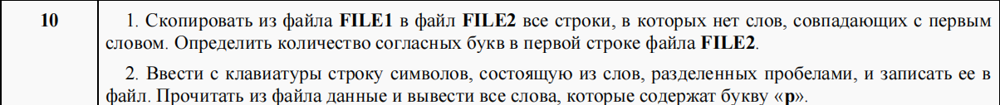 10
1. Скопировать из файла FILE1 в файл FILE2 все строки, в которых нет слов, совпадающих с первым
словом. Определить количество согласных букв в первой строке файла FILE2.
2. Ввести с клавиатуры строку символов, состоящую из слов, разделенных пробелами, и записать ее в
файл. Прочитать из файла данные и вывести все слова, которые содержат букву «р».